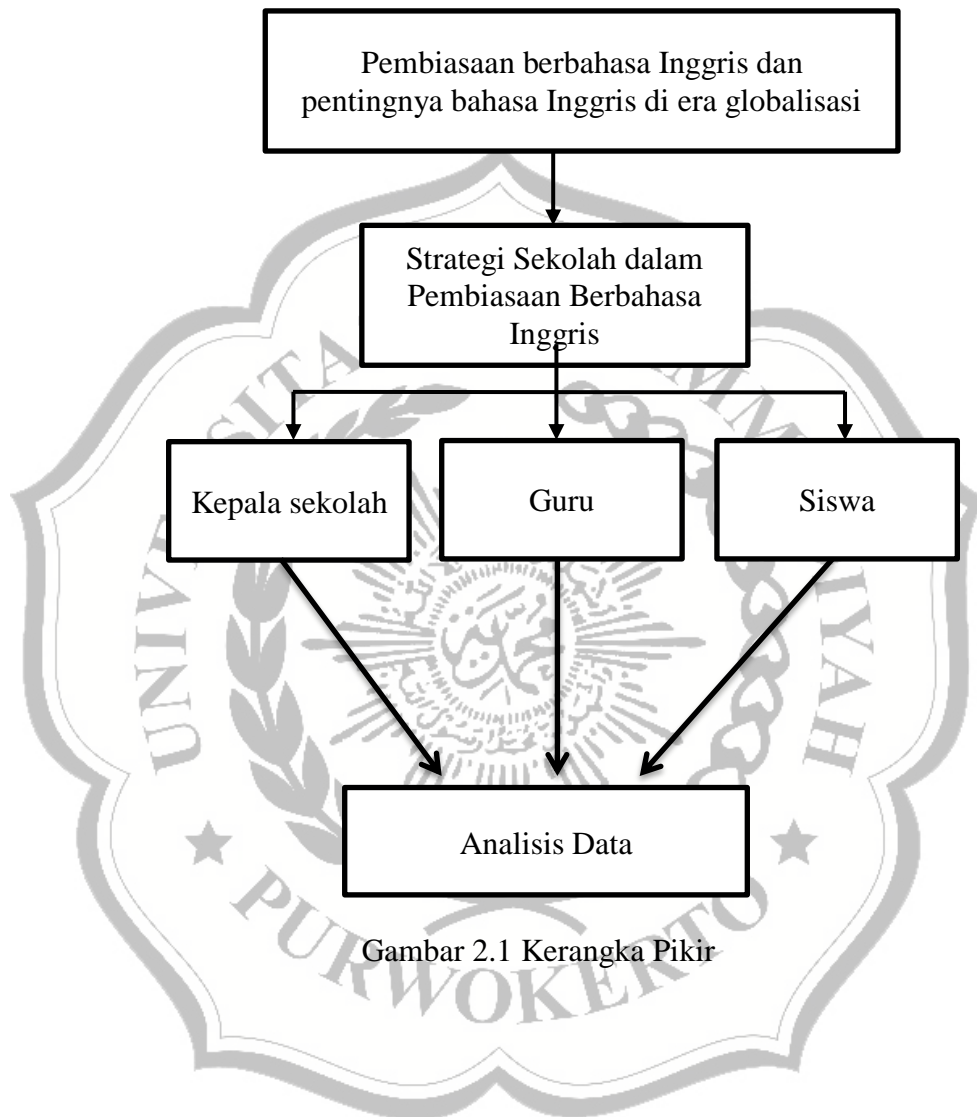 Pembiasaan berbahasa Inggris dan
pentingnya bahasa Inggris di era globalisasi
Strategi Sekolah dalam
Pembiasaan Berbahasa
Inggris
Kepala sekolah
Guru
Siswa
Analisis Data
Gambar 2.1 Kerangka Pikir
PURWOKERTO